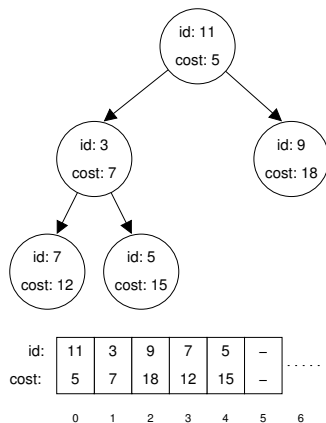 id: 11
cost: 5
id: 3
cost: 7
id: 9
cost: 18
id: 7
cost: 12
id: 5
cost: 15
id: 11 3 9 7 5 – . . . . .
cost: 5 7 18 12 15 –
0 1 2 3 4 5 6